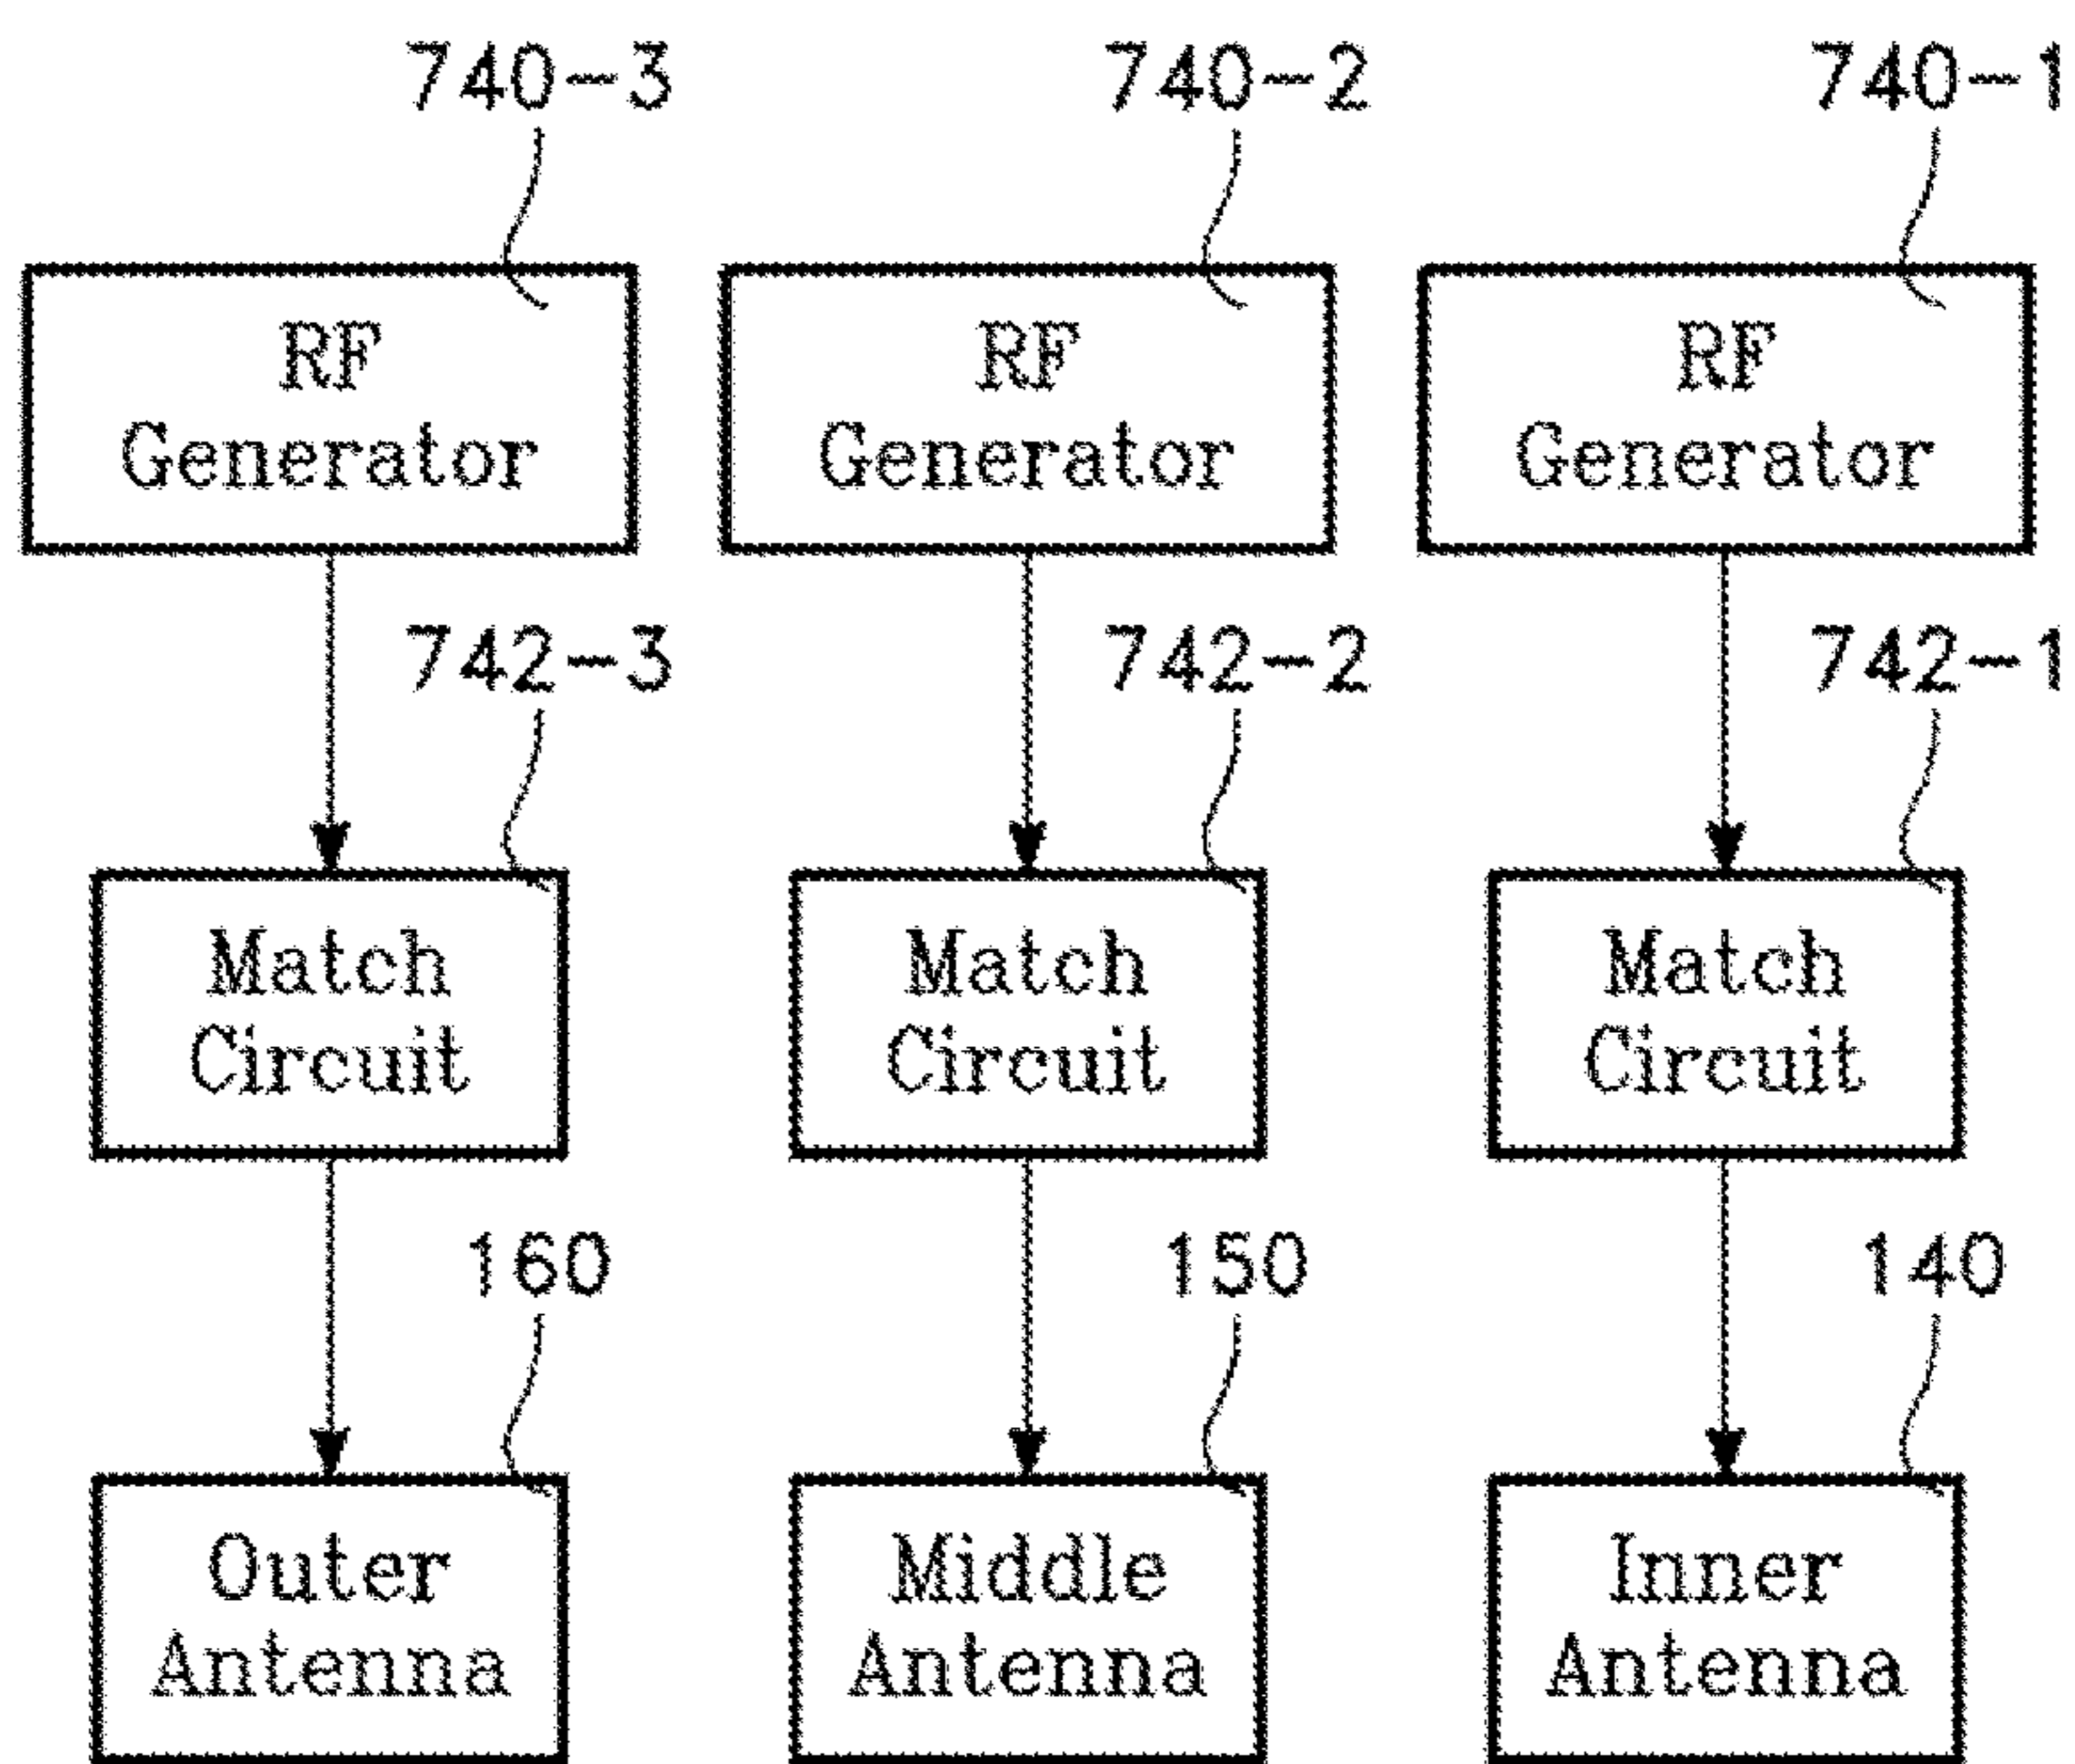 740-3 740-2 740-1
RF RF RF
Generator Generator Generator
742-3 742-2 742-1
Match Match Match
Circuit Circuit Circuit
160 150 140
Outer Middle Inner
Antenna Antenna Antenna